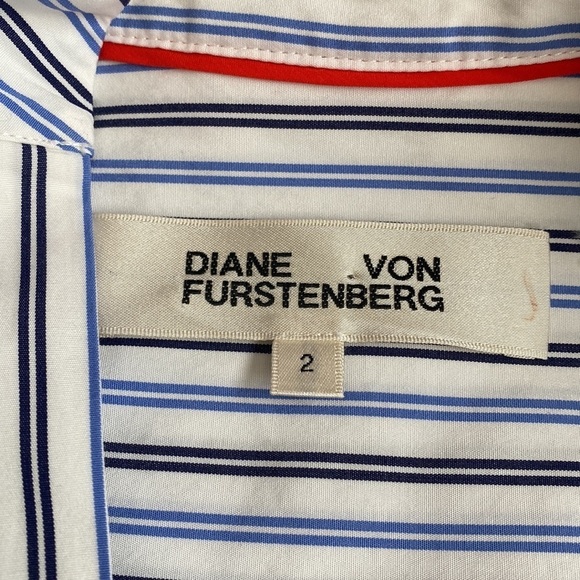 DIANE VON
FURSTENBERG
2